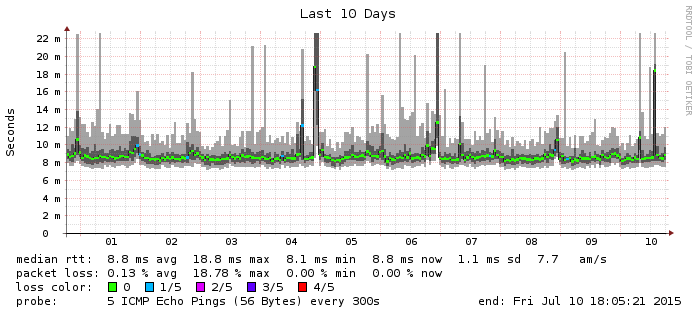 Last 10 Days
RRDTOOL / TOBI OETIKER
Seconds
22 m
20 m
18 m
16 m
14 m
12 m
10 m
8 m
6 m
4 m
2 m
0
01 02 03 04 05 06 07 08 09 10
median rtt: 8.8 ms avg 18.8 ms max 8.1 ms min 8.8 ms now 1.1 ms sd 7.7 am/s
packet loss: 0.13 % avg 18.78 % max 0.00 % min 0.00 % now
loss color: 0 1/5 2/5 3/5 4/5
probe: 5 ICMP Echo Pings (56 Bytes) every 300s end: Fri Jul 10 18:05:21 2015